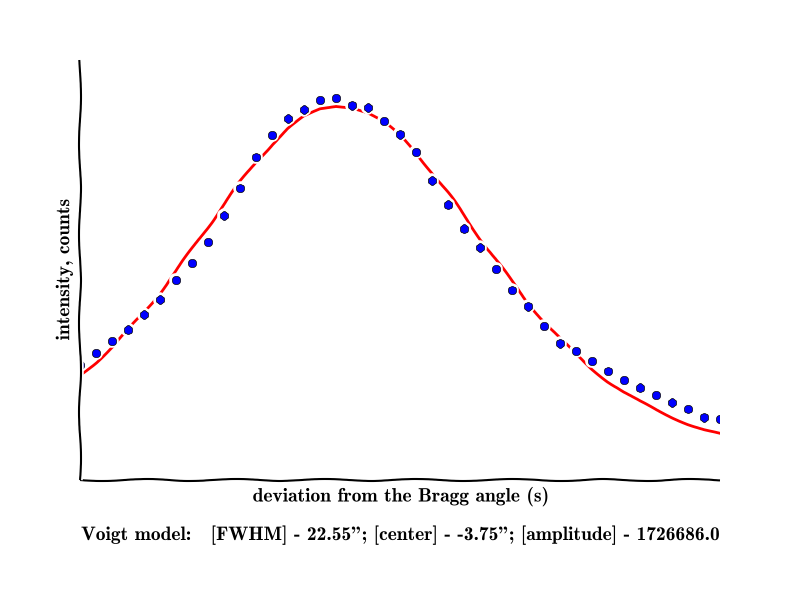 intensity, counts
deviation from the Bragg angle (s)
Voigt model: [FWHM] - 22.55”; [center] - -3.75”; [amplitude] - 1726686.0